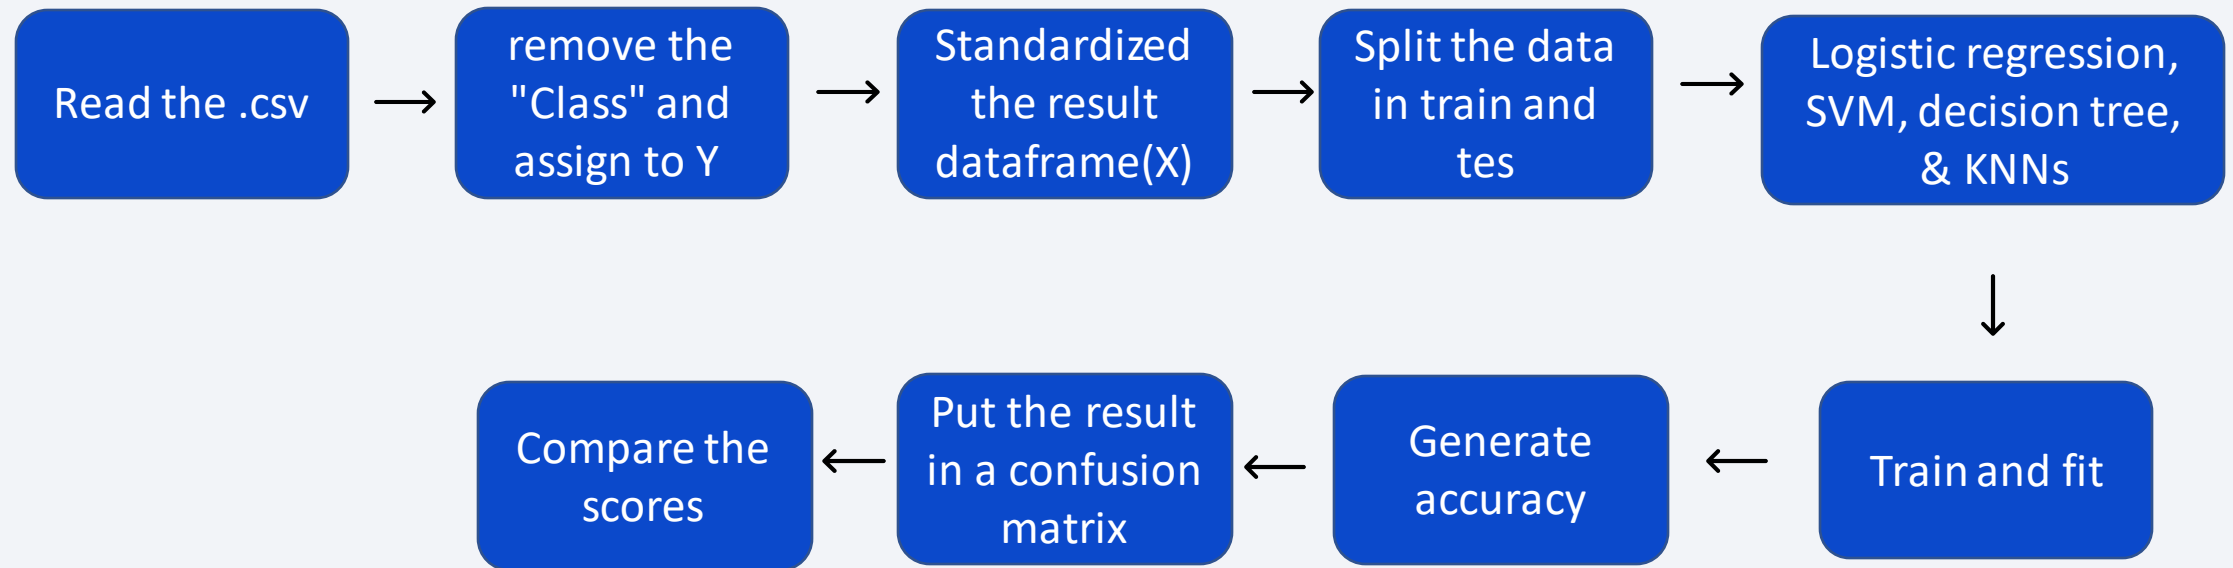 Read the .csv
remove the
"Class" and
assign to Y
Standardized
the result
dataframe(X)
Split the data
in train and
tes
Logistic regression,
SVM, decision tree,
& KNNs
Train and fit
Generate
accuracy
Put the result
in a confusion
matrix
Compare the
scores